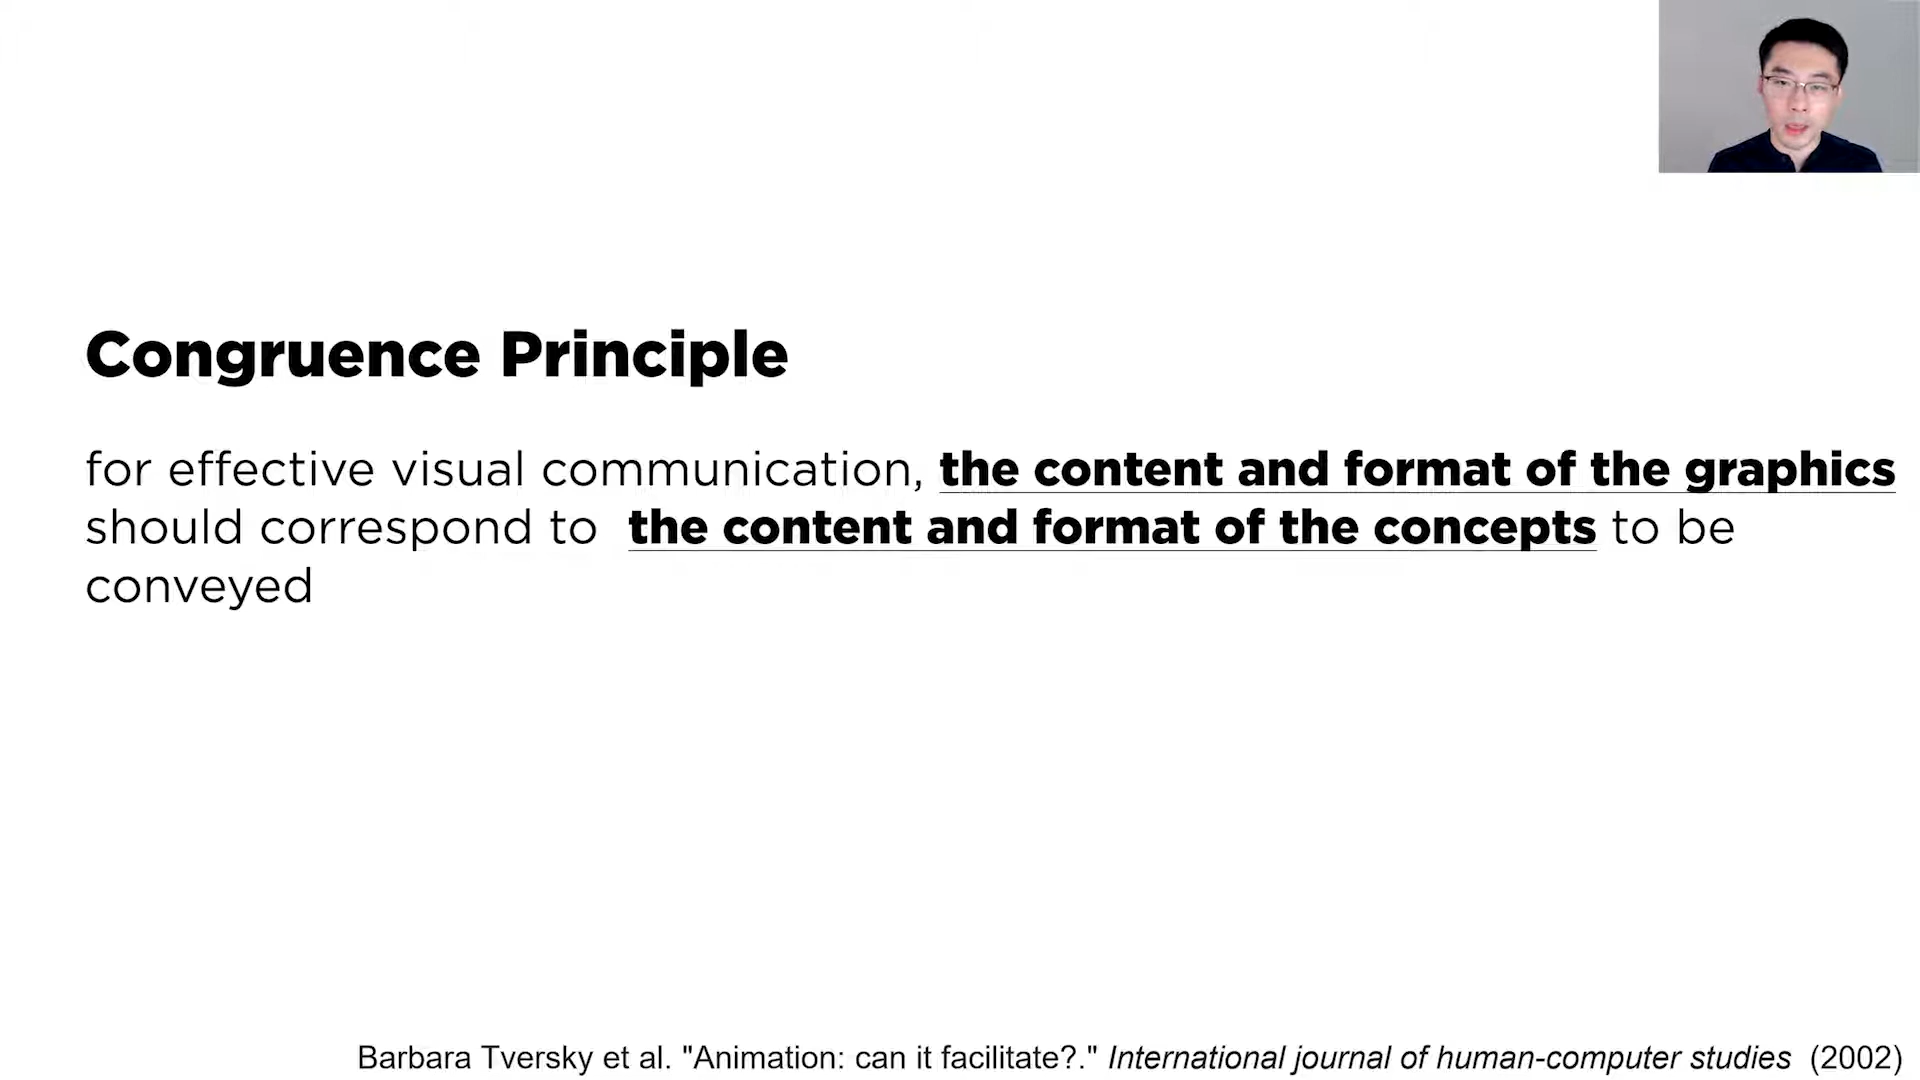 Congruence Principle
for effective visual communication, the content and format of the graphics
should correspond to the content and format of the concepts to be
conveyed
Barbara Tversky et al. "Animation: can it facilitate?." International journal of human-computer studies (2002)